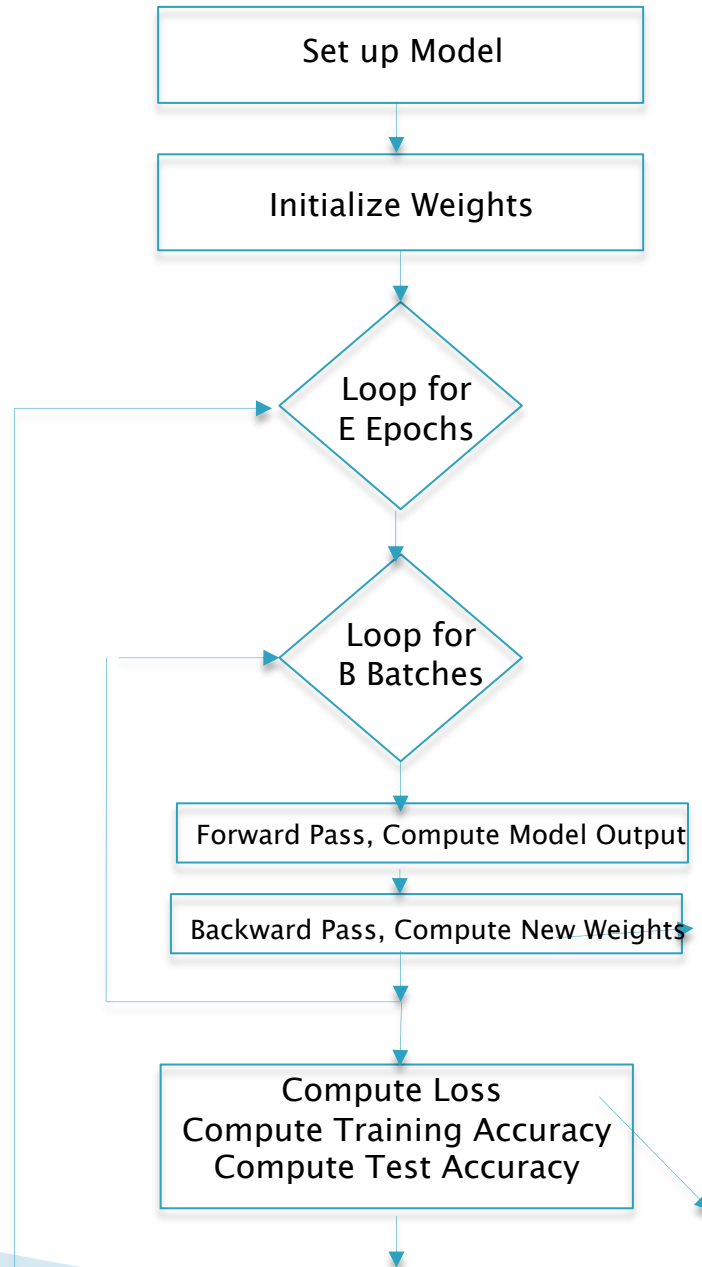 Set up Model
Initialize Weights
Loop for
E Epochs
Loop for
B Batches
Forward Pass, Compute Model Output
Backward Pass, Compute New Weights
Compute Loss
Compute Training Accuracy
Compute Test Accuracy